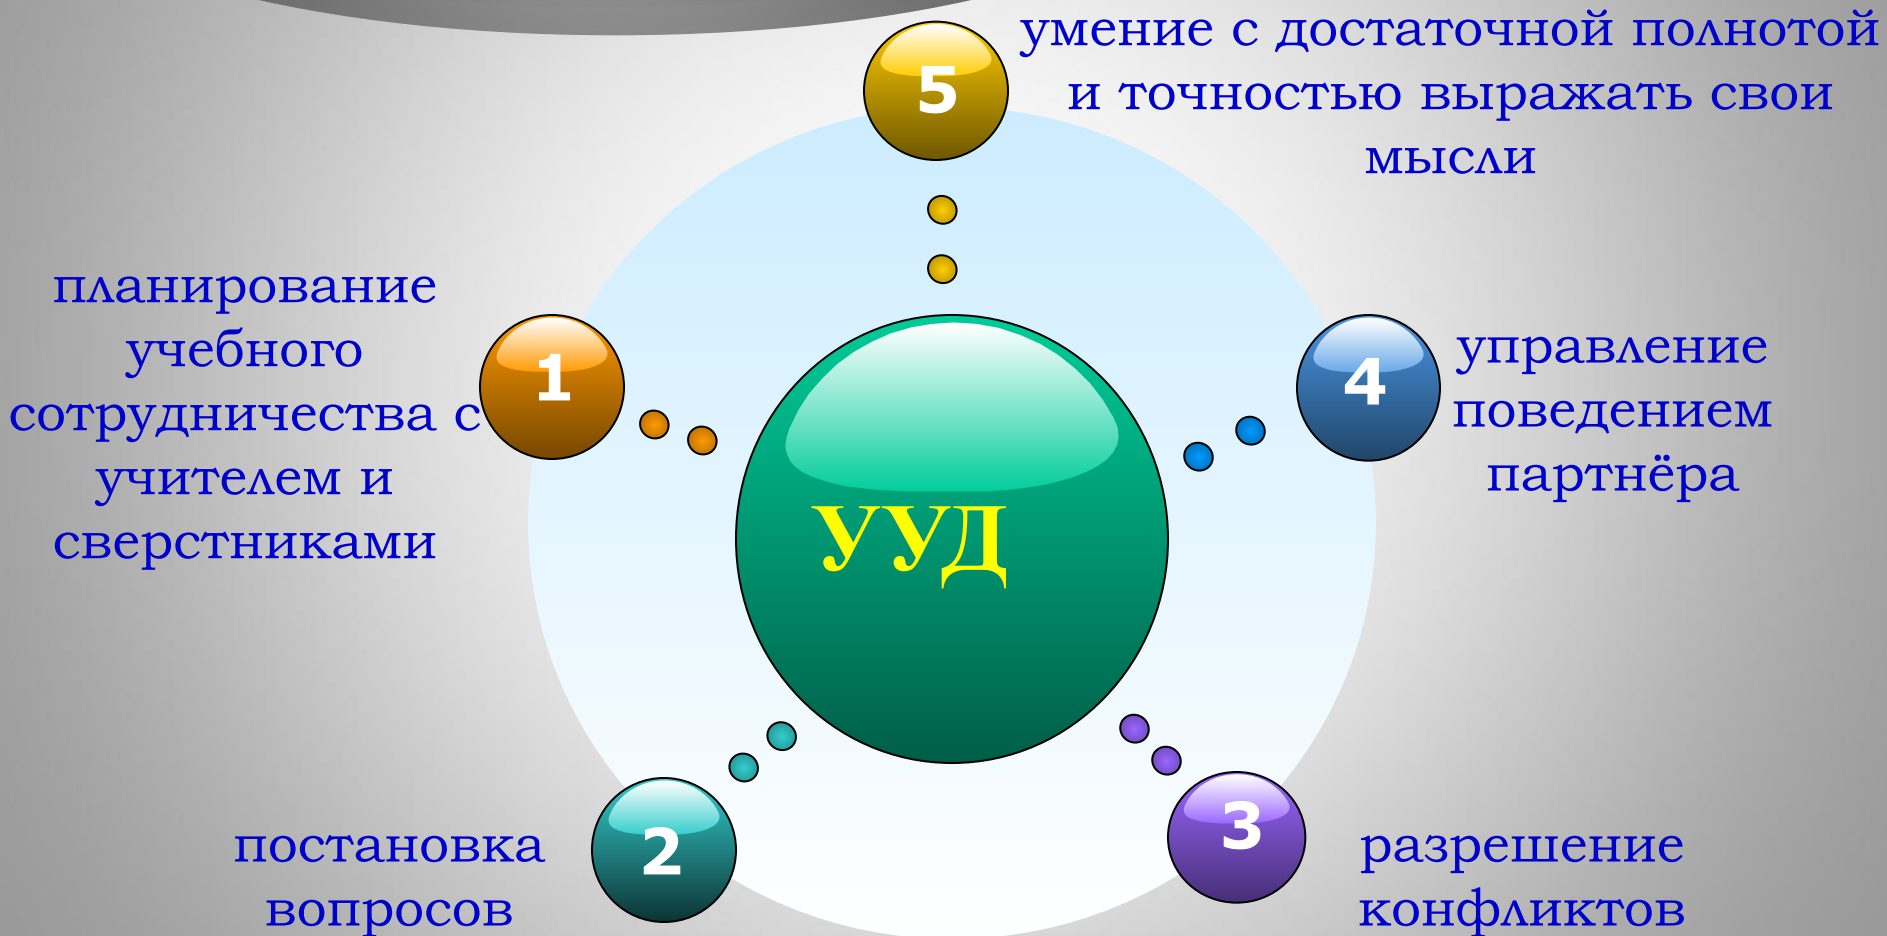 5
умение с достаточной полнотой
и точностью выражать свои
мысли
планирование
учебного
сотрудничества с
учителем и
сверстниками
1
4
управление
поведением
партнёра
УУД
2
постановка
вопросов
3
разрешение
конфликтов